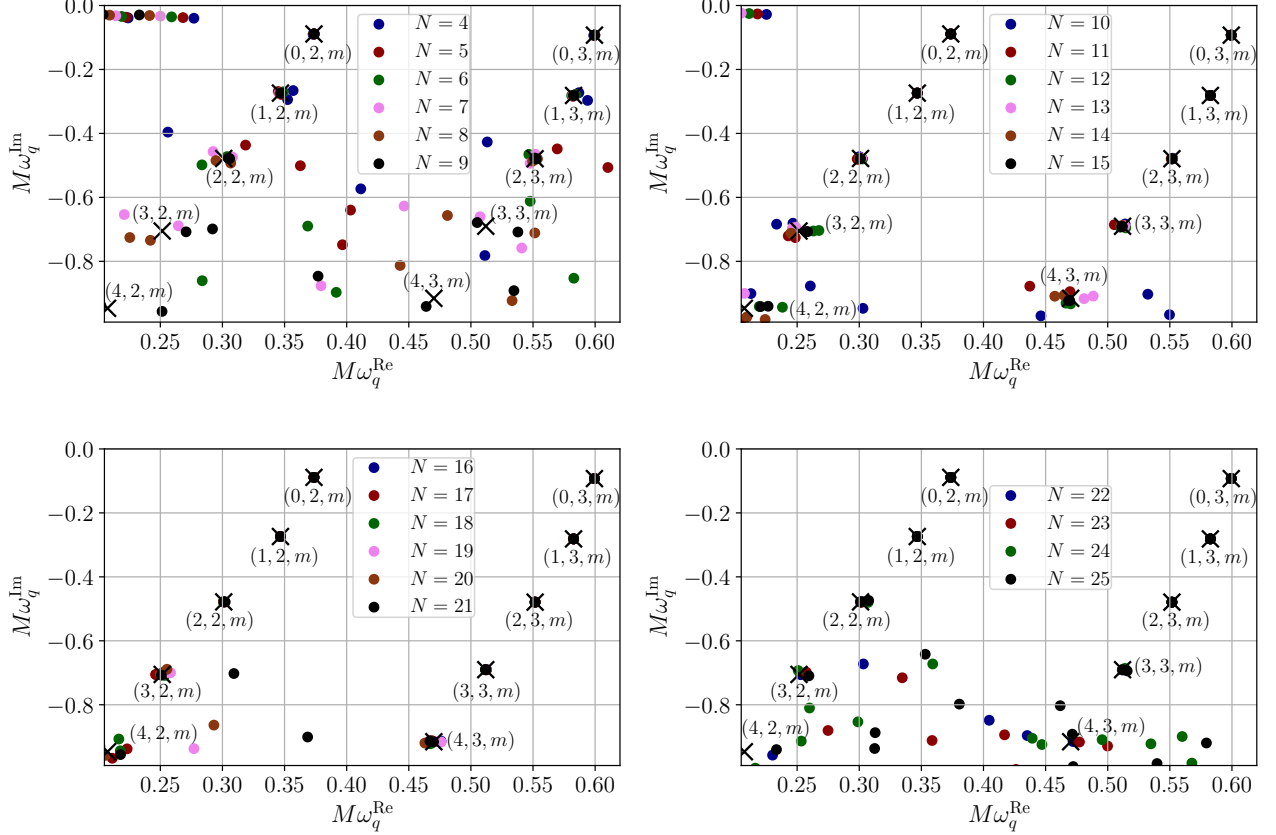 0.0
−0.2
−0.4
−0.6
−0.8
0.25 0.30 0.35 0.40 0.45 0.50 0.55 0.60
Mω_q^Re
Mω_q^Im
N = 4
N = 5
N = 6
N = 7
N = 8
N = 9
(0, 2, m)
(0, 3, m)
(1, 2, m)
(1, 3, m)
(2, 2, m)
(2, 3, m)
(3, 2, m)
(3, 3, m)
(4, 2, m)
(4, 3, m)
0.0
−0.2
−0.4
−0.6
−0.8
0.25 0.30 0.35 0.40 0.45 0.50 0.55 0.60
Mω_q^Re
Mω_q^Im
N = 10
N = 11
N = 12
N = 13
N = 14
N = 15
(0, 2, m)
(0, 3, m)
(1, 2, m)
(1, 3, m)
(2, 2, m)
(2, 3, m)
(3, 2, m)
(3, 3, m)
(4, 2, m)
(4, 3, m)
0.0
−0.2
−0.4
−0.6
−0.8
0.25 0.30 0.35 0.40 0.45 0.50 0.55 0.60
Mω_q^Re
Mω_q^Im
N = 16
N = 17
N = 18
N = 19
N = 20
N = 21
(0, 2, m)
(0, 3, m)
(1, 2, m)
(1, 3, m)
(2, 2, m)
(2, 3, m)
(3, 2, m)
(3, 3, m)
(4, 2, m)
(4, 3, m)
0.0
−0.2
−0.4
−0.6
−0.8
0.25 0.30 0.35 0.40 0.45 0.50 0.55 0.60
Mω_q^Re
Mω_q^Im
N = 22
N = 23
N = 24
N = 25
(0, 2, m)
(0, 3, m)
(1, 2, m)
(1, 3, m)
(2, 2, m)
(2, 3, m)
(3, 2, m)
(3, 3, m)
(4, 2, m)
(4, 3, m)